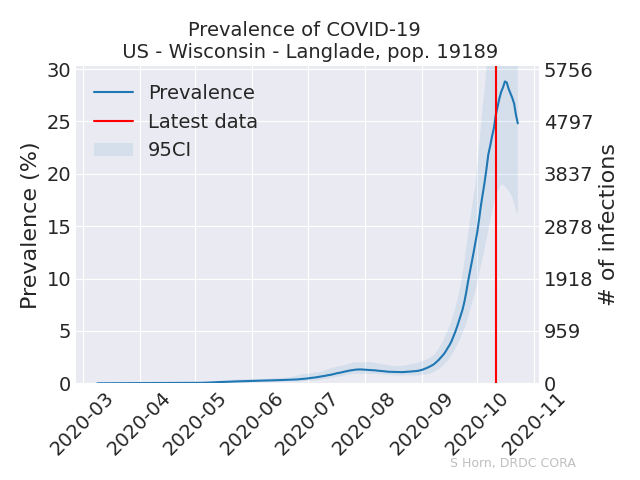 Prevalence of COVID-19
US - Wisconsin - Langlade, pop. 19189
Prevalence
Latest data
95CI
Prevalence (%)
30
25
20
15
10
5
0
5756
4797
3837
2878
1918
959
0
# of infections
2020-03
2020-04
2020-05
2020-06
2020-07
2020-08
2020-09
2020-10
2020-11
S Horn, DRDC CORA